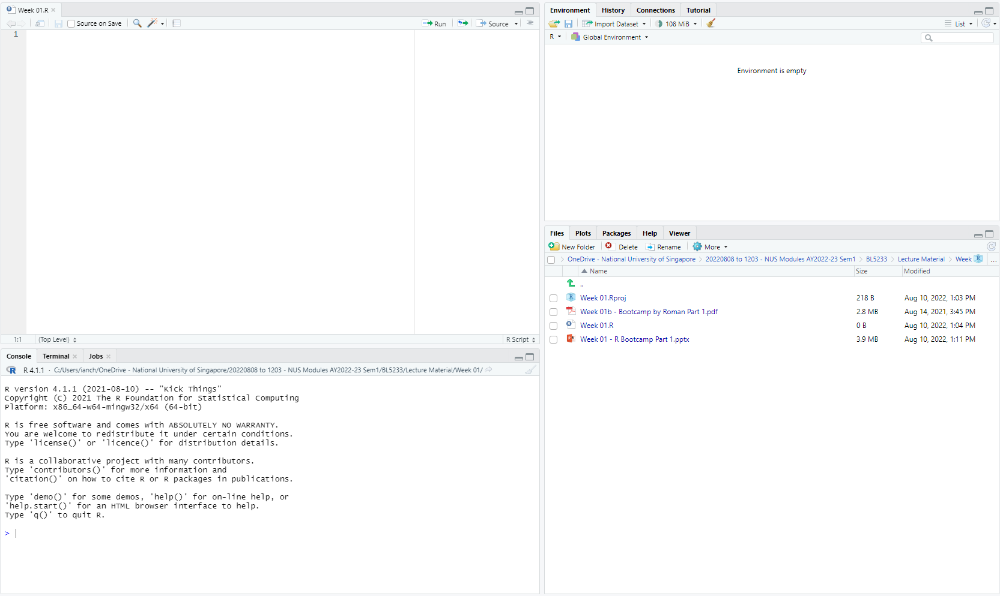 Week 01.R
Source on Save
Run
Source
1
1:1
(Top Level)
R Script
Console Terminal Jobs
R 4.1.1 · C:/Users/ianch/OneDrive - National University of Singapore/20220808 to 1203 - NUS Modules AY2022-23 Sem1/BL5233/Lecture Material/Week 01/
R version 4.1.1 (2021-08-10) -- "Kick Things"
Copyright (C) 2021 The R Foundation for Statistical Computing
Platform: x86_64-w64-mingw32/x64 (64-bit)
R is free software and comes with ABSOLUTELY NO WARRANTY.
You are welcome to redistribute it under certain conditions.
Type 'license()' or 'licence()' for distribution details.
R is a collaborative project with many contributors.
Type 'contributors()' for more information and
'citation()' on how to cite R or R packages in publications.
Type 'demo()' for some demos, 'help()' for on-line help, or
'help.start()' for an HTML browser interface to help.
Type 'q()' to quit R.
>
Environment History Connections Tutorial
Import Dataset 108 MiB List
R Global Environment
Environment is empty
Files Plots Packages Help Viewer
New Folder Delete Rename More
OneDrive - National University of Singapore 20220808 to 1203 - NUS Modules AY2022-23 Sem1 BL5233 Lecture Material Week ...
Name Size Modified
..
Week 01.Rproj 218 B Aug 10, 2022, 1:03 PM
Week 01b - Bootcamp by Roman Part 1.pdf 2.8 MB Aug 14, 2021, 3:45 PM
Week 01.R 0 B Aug 10, 2022, 1:04 PM
Week 01 - R Bootcamp Part 1.pptx 3.9 MB Aug 10, 2022, 1:11 PM